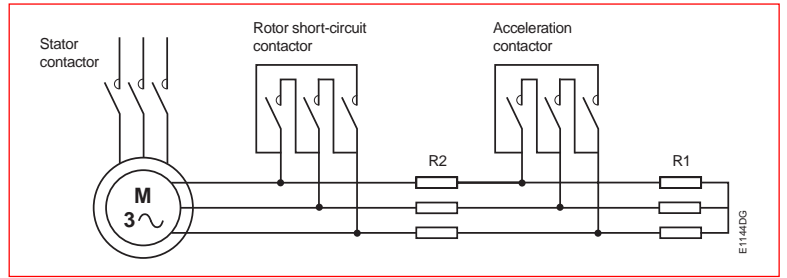 Stator
contactor
Rotor short-circuit
contactor
Acceleration
contactor
R2
R1
M
3
E1144DG